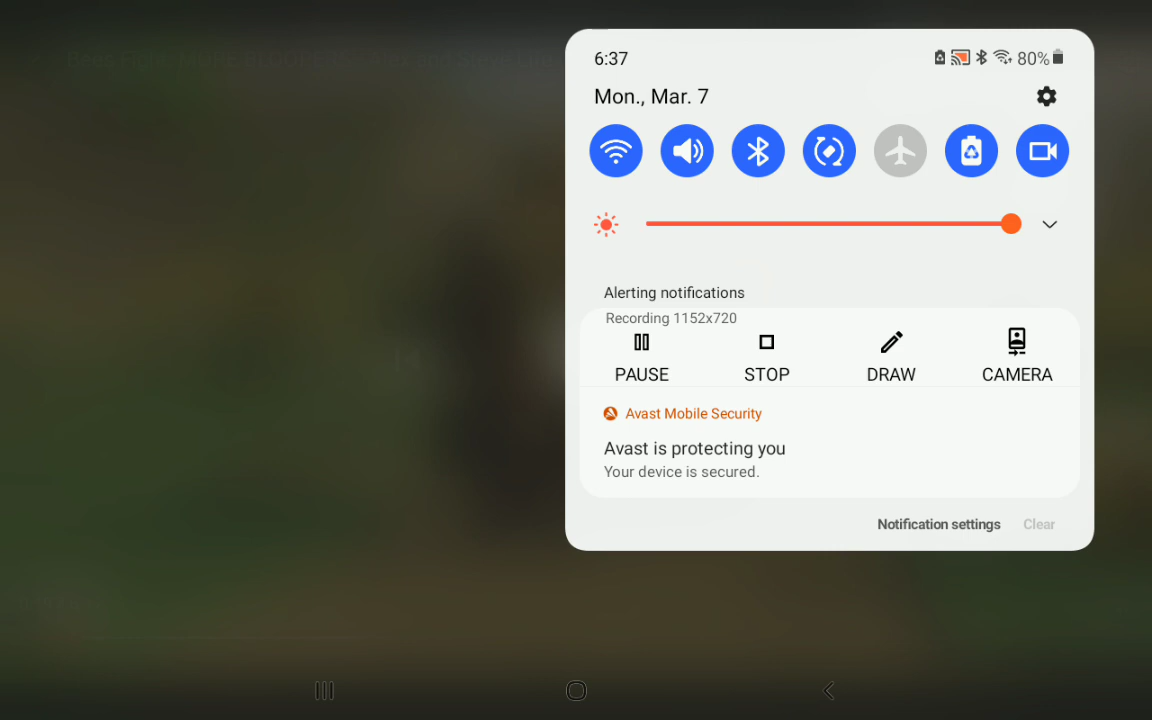 6:37
80%
Mon., Mar. 7
Alerting notifications
Recording 1152x720
PAUSE STOP DRAW CAMERA
Avast Mobile Security
Avast is protecting you
Your device is secured.
Notification settings Clear